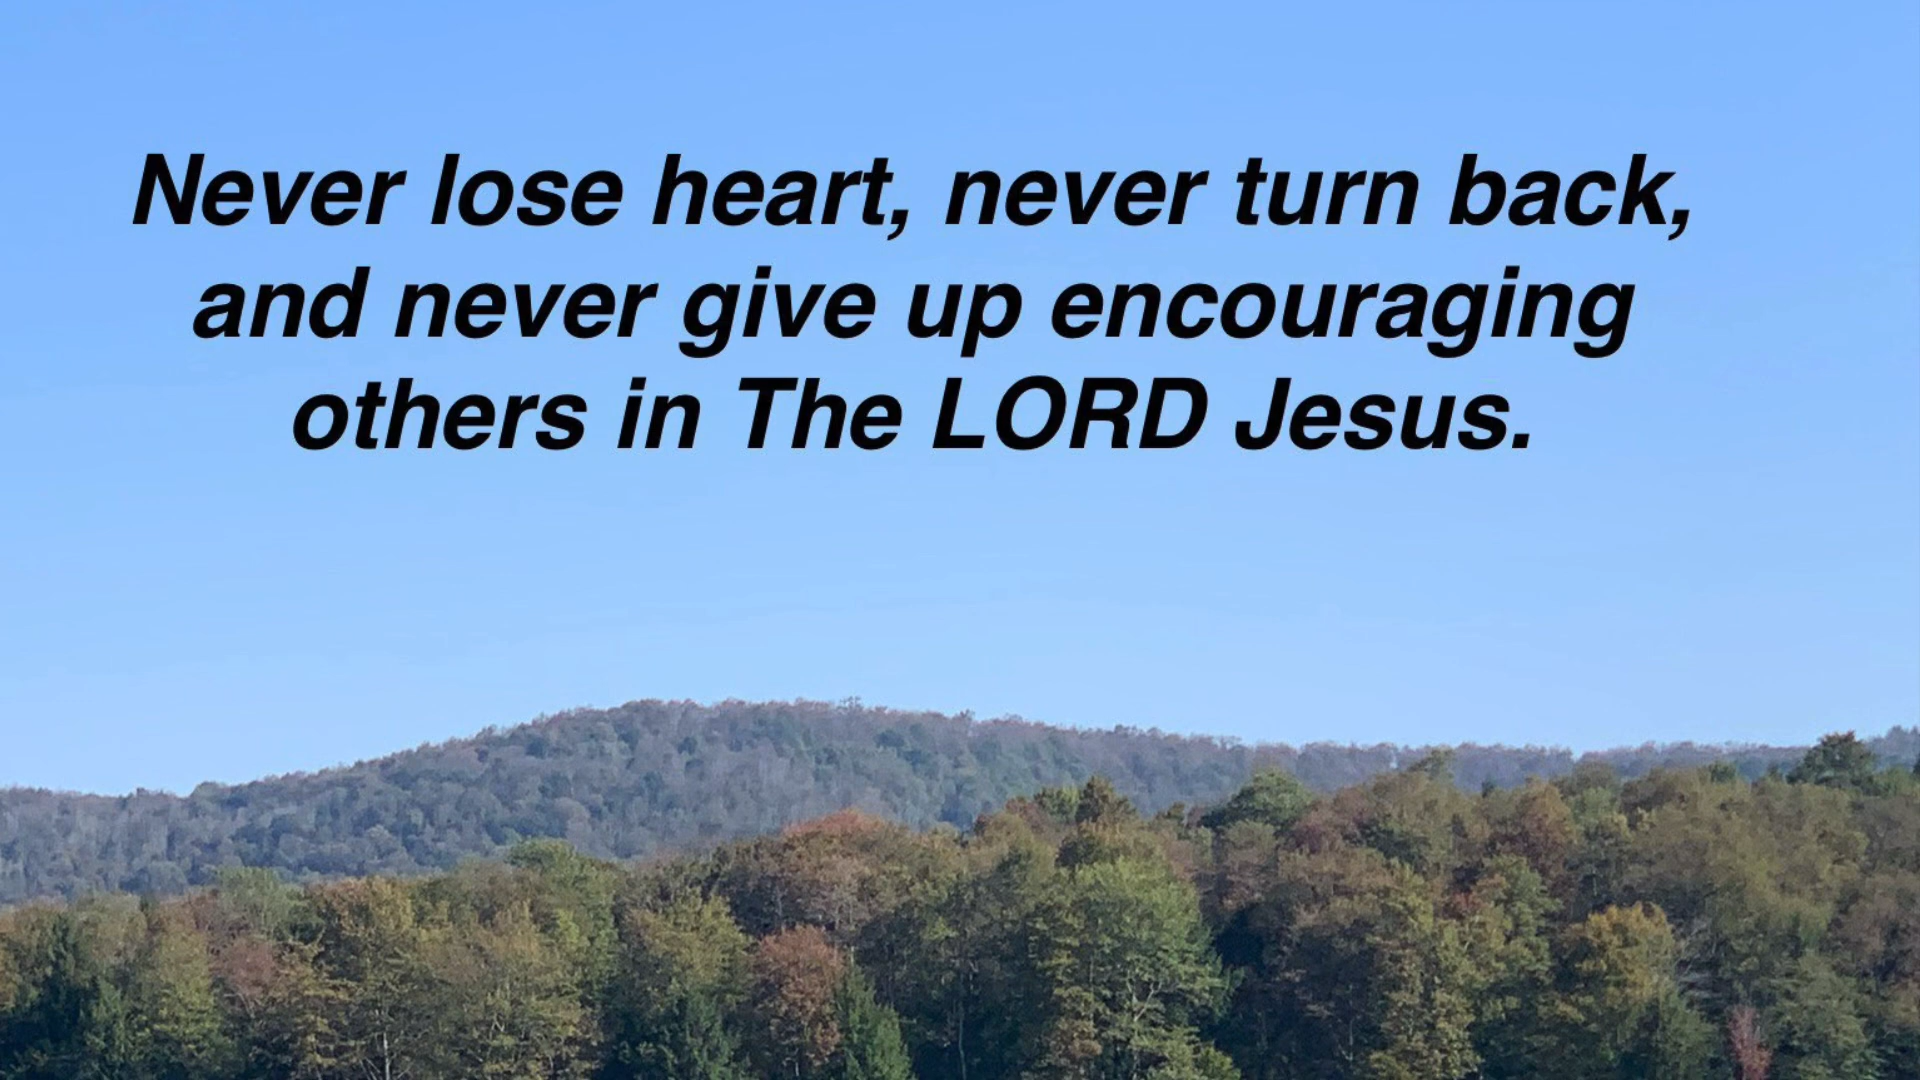 Never lose heart, never turn back,
and never give up encouraging
others in The LORD Jesus.